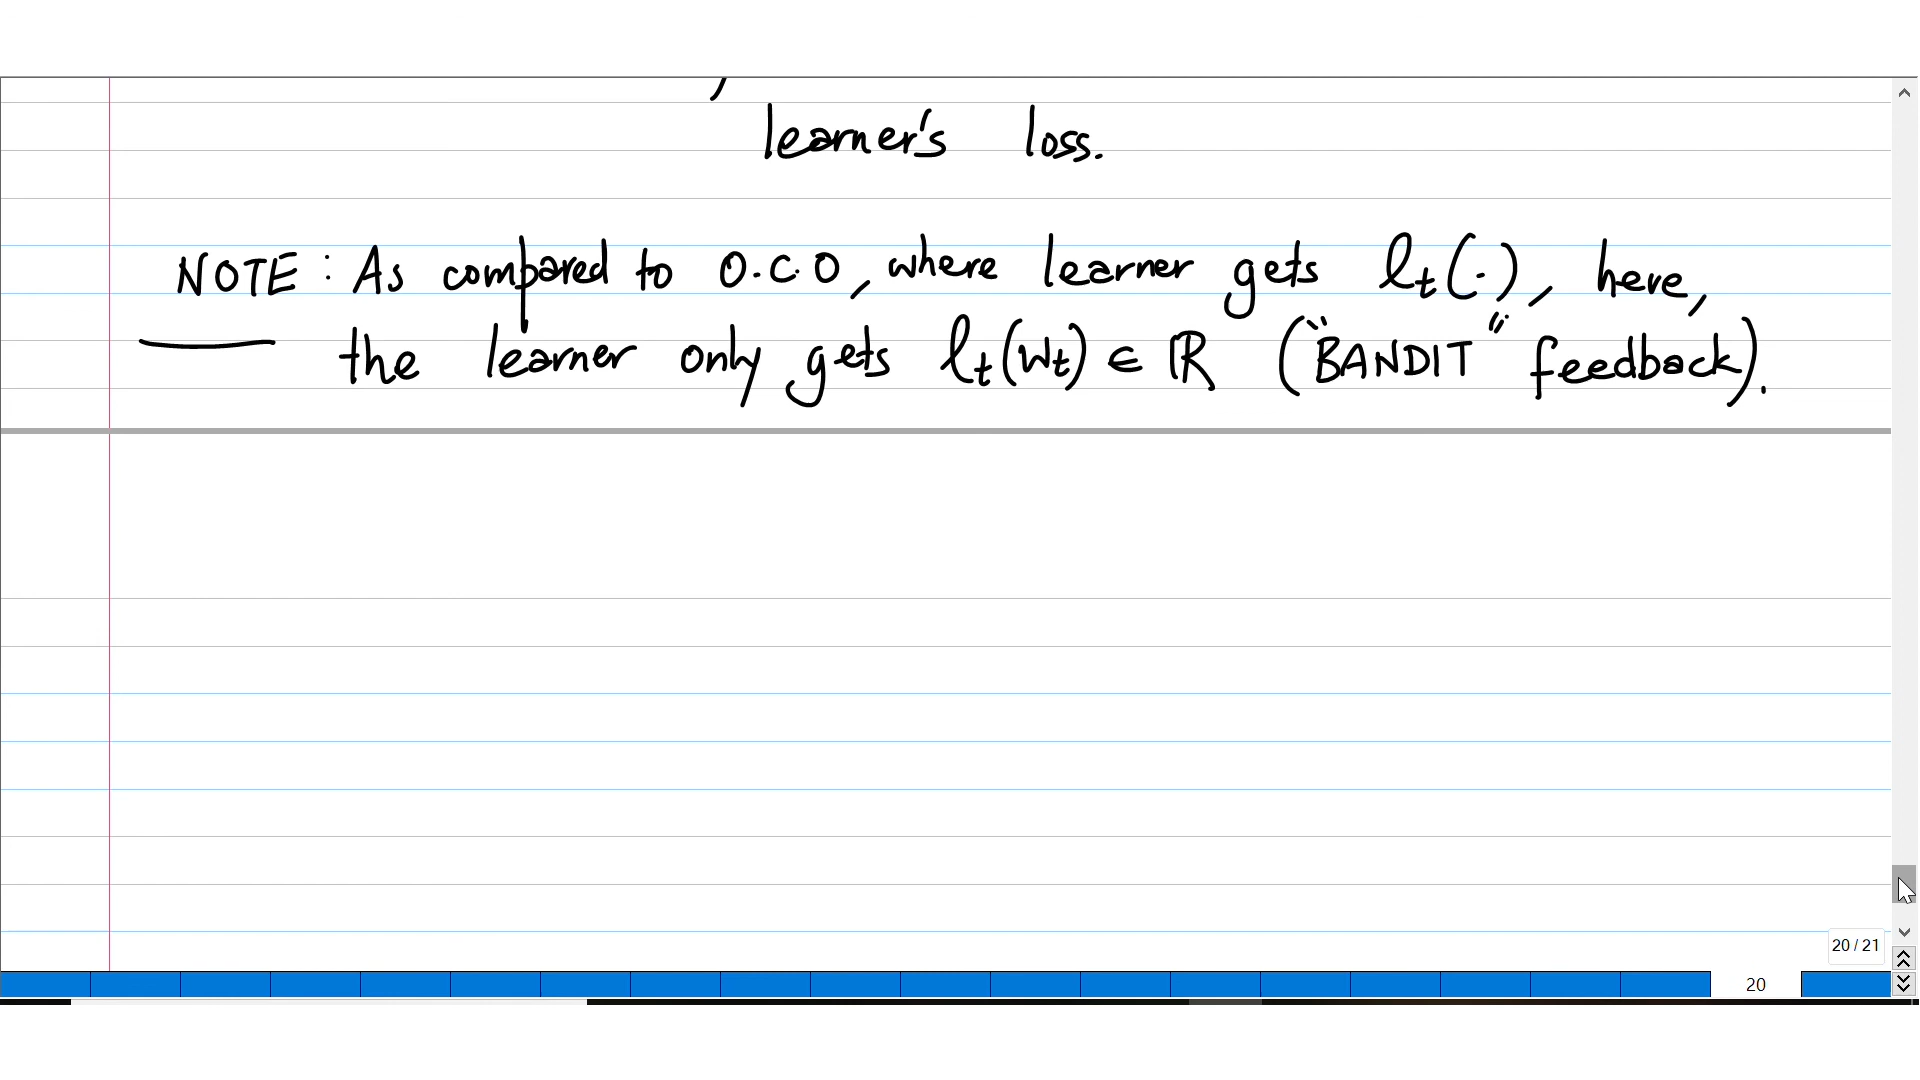 learner's loss.
NOTE : As compared to O.C.O, where learner gets lₜ(·), here,
the learner only gets lₜ(wₜ) ∈ ℝ ("BANDIT" feedback).
20 / 21
20